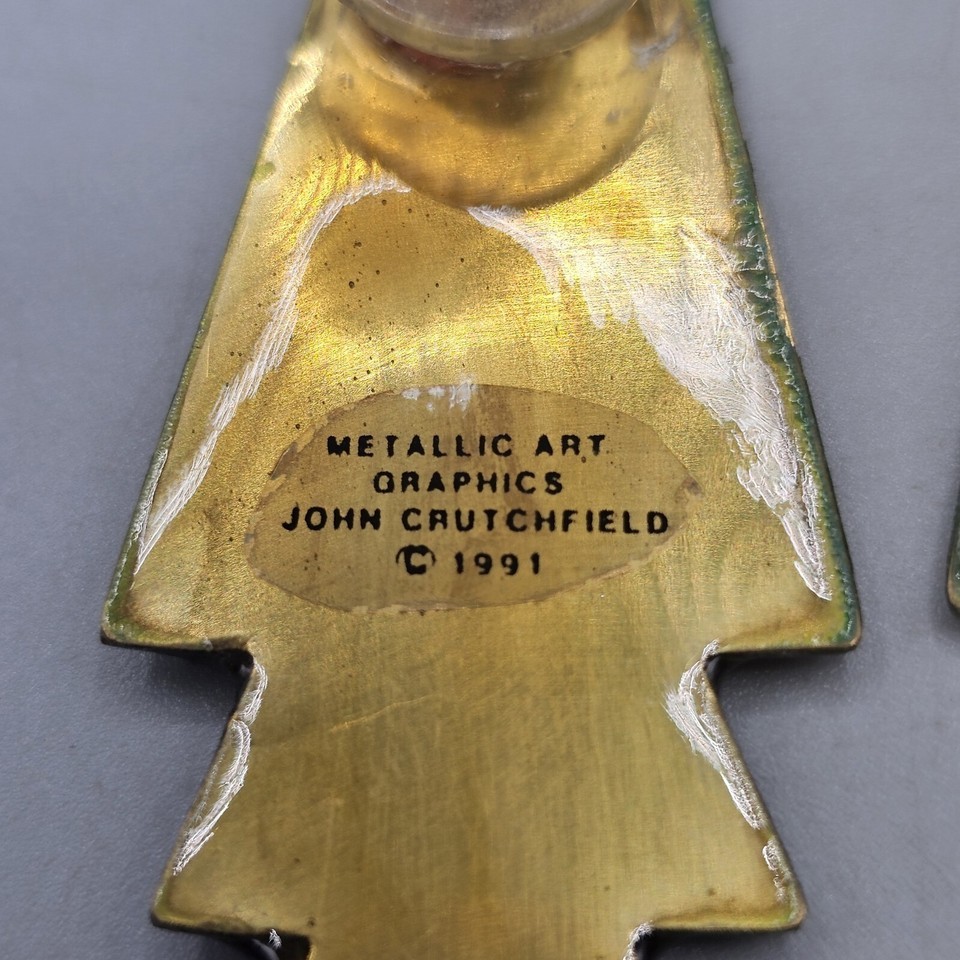 METALLIC ART
GRAPHICS
JOHN CRUTCHFIELD
© 1991